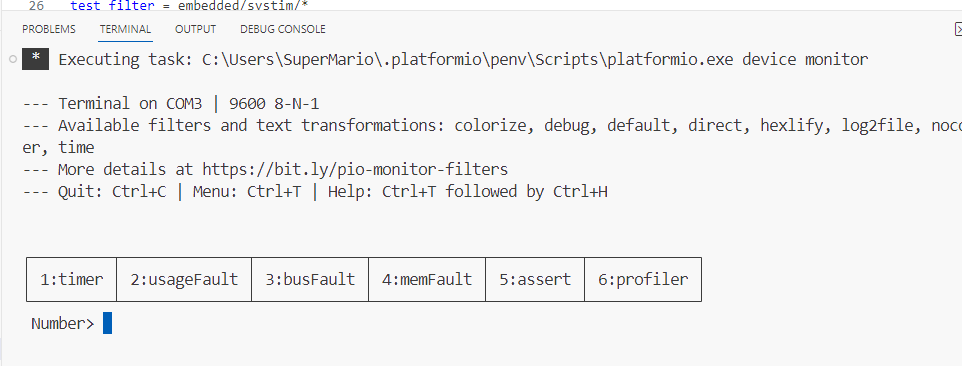 26 test filter = embedded/systim/*
PROBLEMS TERMINAL OUTPUT DEBUG CONSOLE
* Executing task: C:\Users\SuperMario\.platformio\penv\Scripts\platformio.exe device monitor
--- Terminal on COM3 | 9600 8-N-1
--- Available filters and text transformations: colorize, debug, default, direct, hexlify, log2file, noco
er, time
--- More details at https://bit.ly/pio-monitor-filters
--- Quit: Ctrl+C | Menu: Ctrl+T | Help: Ctrl+T followed by Ctrl+H
1:timer 2:usageFault 3:busFault 4:memFault 5:assert 6:profiler
Number>